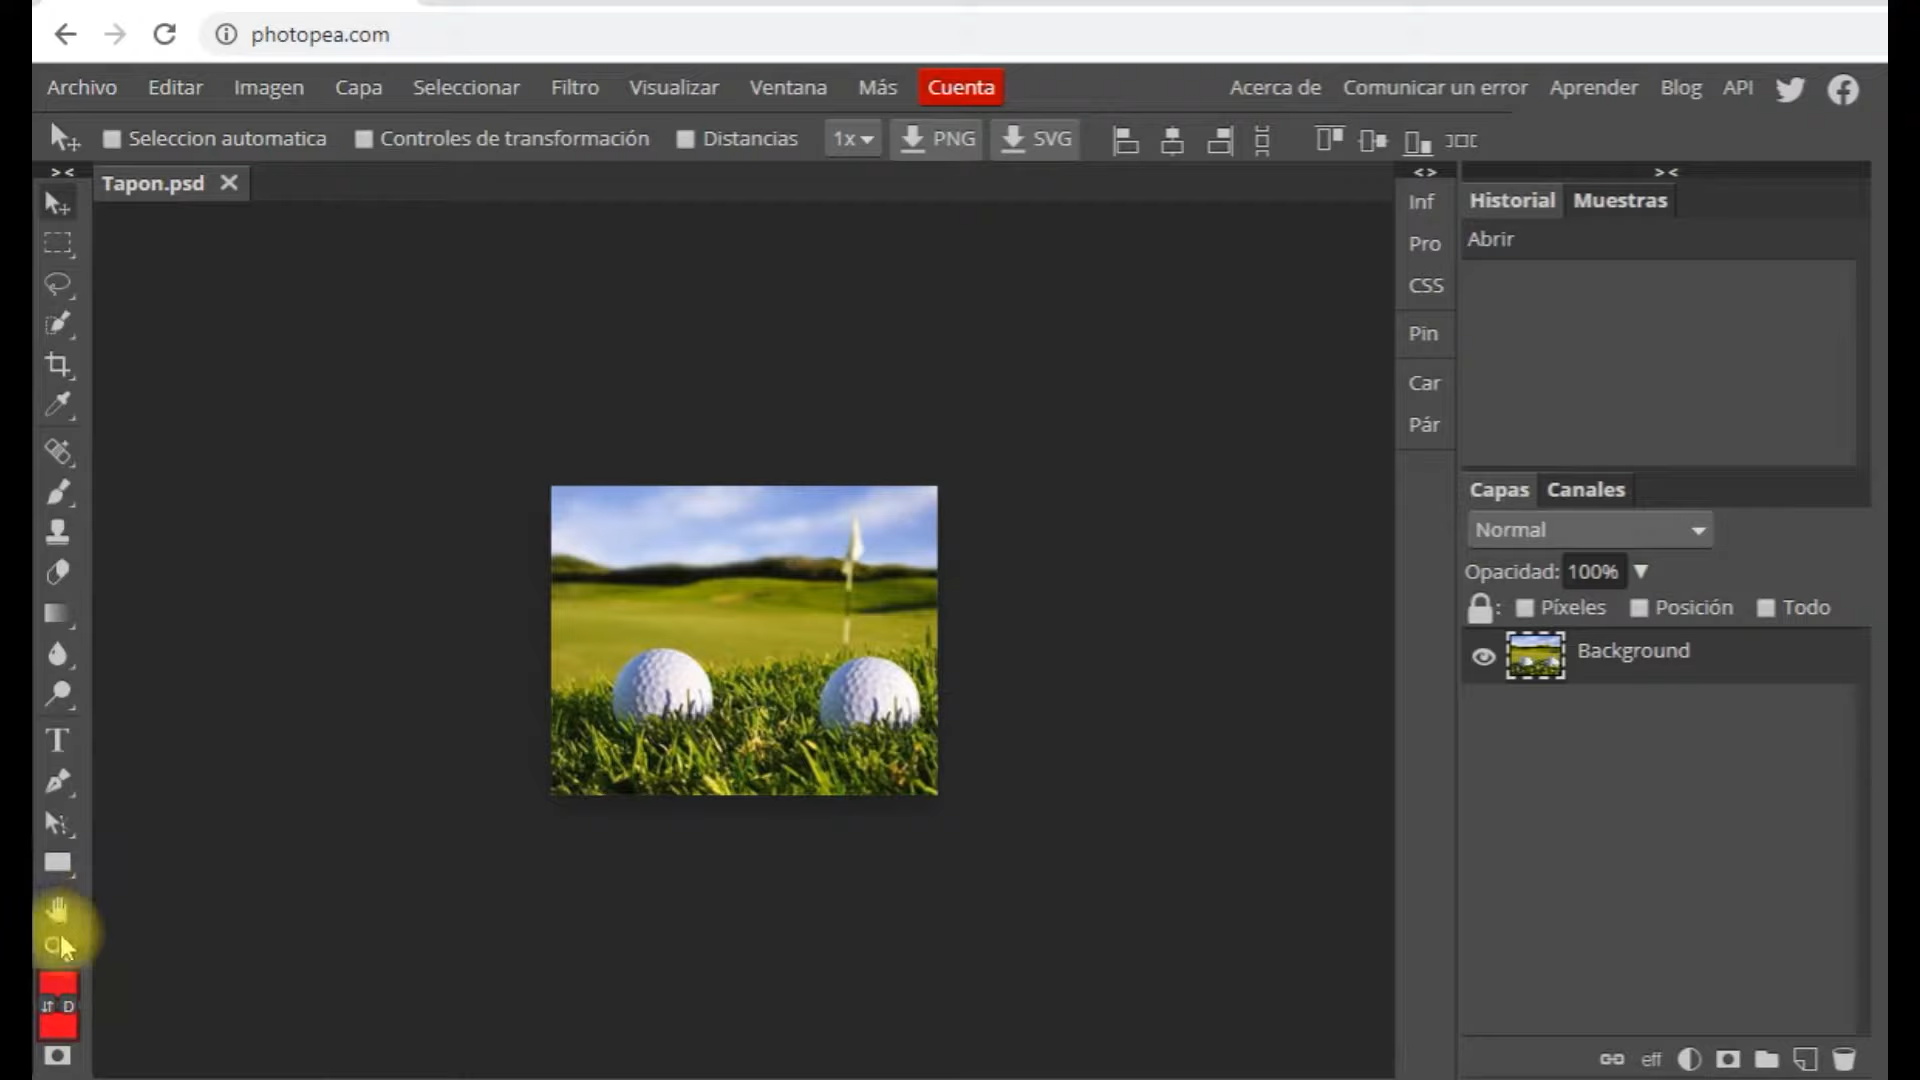 photopea.com
Archivo Editar Imagen Capa Seleccionar Filtro Visualizar Ventana Más Cuenta Acerca de Comunicar un error Aprender Blog API
Seleccion automatica Controles de transformación Distancias 1x PNG SVG
> < < > > <
Tapon.psd
Inf
Pro
CSS
Pin
Car
Pár
Historial Muestras
Abrir
Capas Canales
Normal
Opacidad: 100%
: Píxeles Posición Todo
Background
T
D
eff